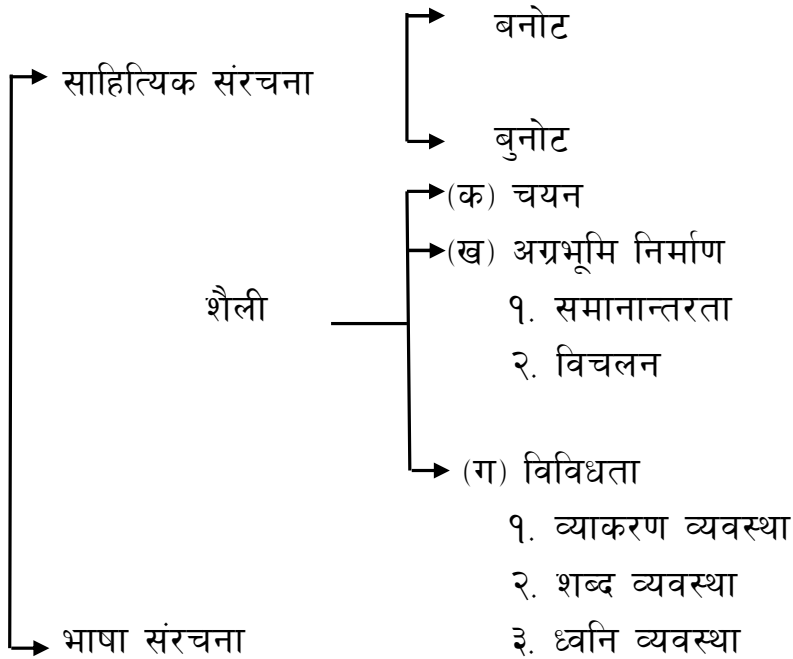 बनोट
साहित्यिक संरचना
बुनोट
(क) चयन
(ख) अग्रभूमि निर्माण
शैली
१. समानान्तरता
२. विचलन
(ग) विविधता
१. व्याकरण व्यवस्था
२. शब्द व्यवस्था
भाषा संरचना
३. ध्वनि व्यवस्था